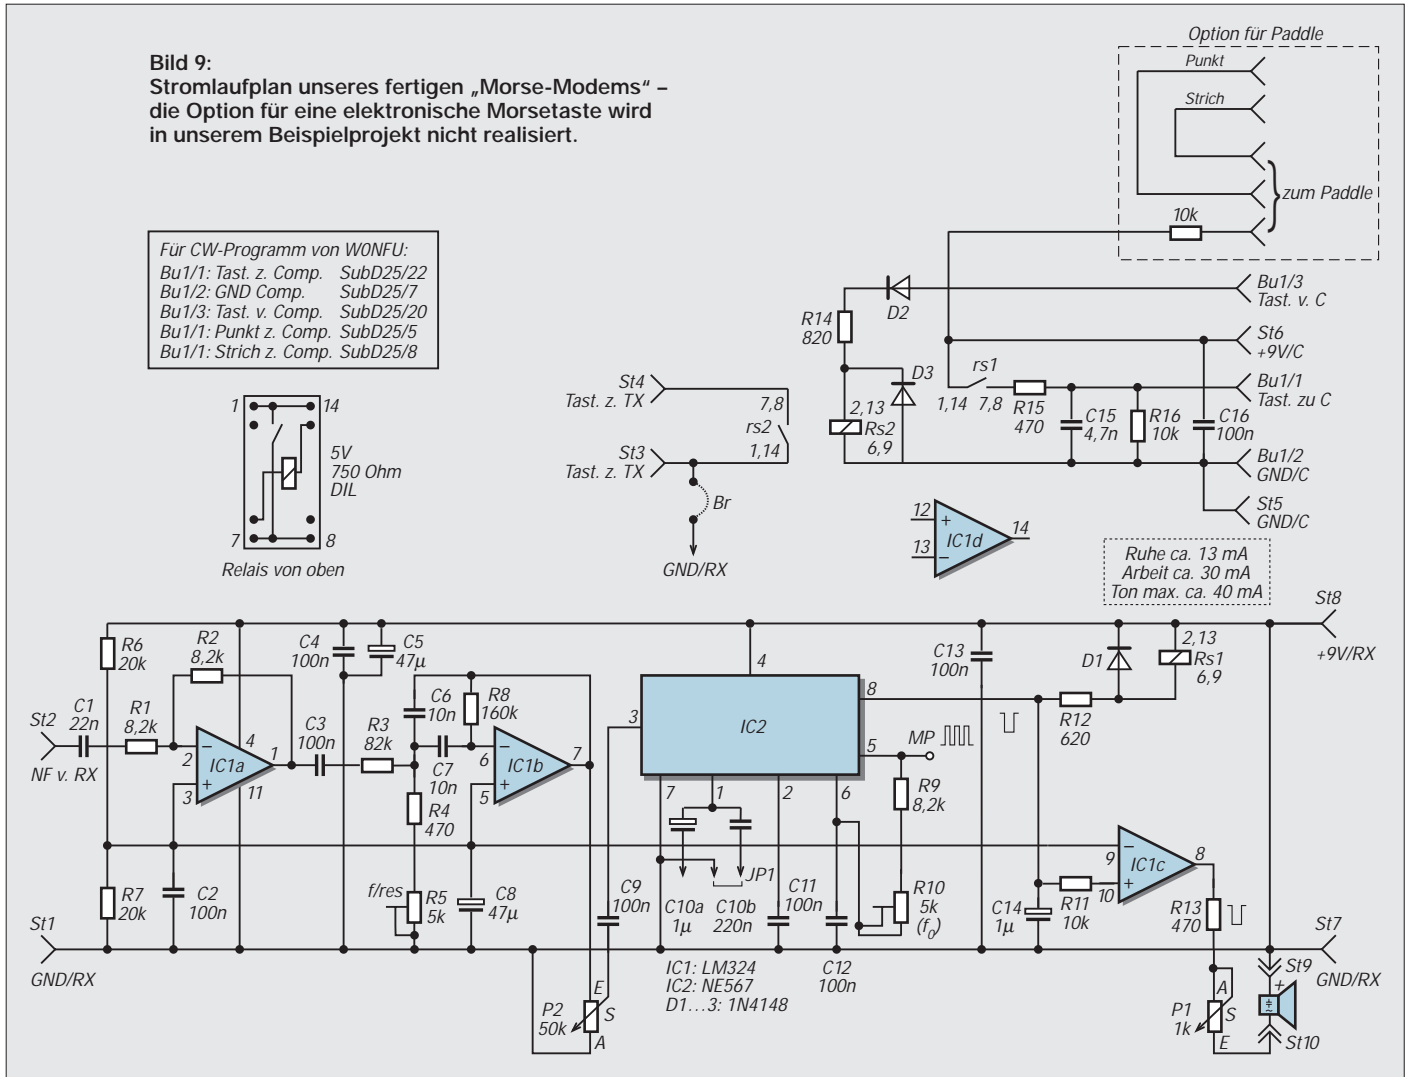 Bild 9:
Stromlaufplan unseres fertigen „Morse-Modems“ –
die Option für eine elektronische Morsetaste wird
in unserem Beispielprojekt nicht realisiert.
Option für Paddle
Punkt
Strich
zum Paddle
10k
Für CW-Programm von W0NFU:
Bu1/1: Tast. z. Comp. SubD25/22
Bu1/2: GND Comp. SubD25/7
Bu1/3: Tast. v. Comp. SubD25/20
Bu1/1: Punkt z. Comp. SubD25/5
Bu1/1: Strich z. Comp. SubD25/8
1
14
5V
750 Ohm
DIL
7
8
Relais von oben
St4
Tast. z. TX
7,8
rs2
1,14
St3
Tast. z. TX
Br
GND/RX
D2
Bu1/3
Tast. v. C
R14
820
St6
+9V/C
D3
rs1
2,13
Rs2
6,9
1,14
7,8
R15
470
C15
4,7n
R16
10k
C16
100n
Bu1/1
Tast. zu C
Bu1/2
GND/C
St5
GND/C
12
+
13
–
IC1d
14
Ruhe ca. 13 mA
Arbeit ca. 30 mA
Ton max. ca. 40 mA
St8
+9V/RX
R6
20k
R2
8,2k
C4
100n
C5
47µ
C13
100n
D1
2,13
Rs1
6,9
St2
NF v. RX
C1
22n
R1
8,2k
2
–
3
+
IC1a
4
1
11
C3
100n
R3
82k
C6
10n
R8
160k
C7
10n
6
–
5
+
IC1b
7
R4
470
3
4
IC2
8
5
7
1
2
6
MP
R12
620
R9
8,2k
9
–
10
+
IC1c
8
R7
20k
C2
100n
f/res
R5
5k
C8
47µ
C9
100n
JP1
C10a
1µ
C10b
220n
C11
100n
R10
5k
(f0)
C14
1µ
R11
10k
R13
470
St1
GND/RX
St7
GND/RX
C12
100n
IC1: LM324
IC2: NE567
D1...3: 1N4148
P2
50k
E
S
A
P1
1k
A
S
E
St9
+
St10